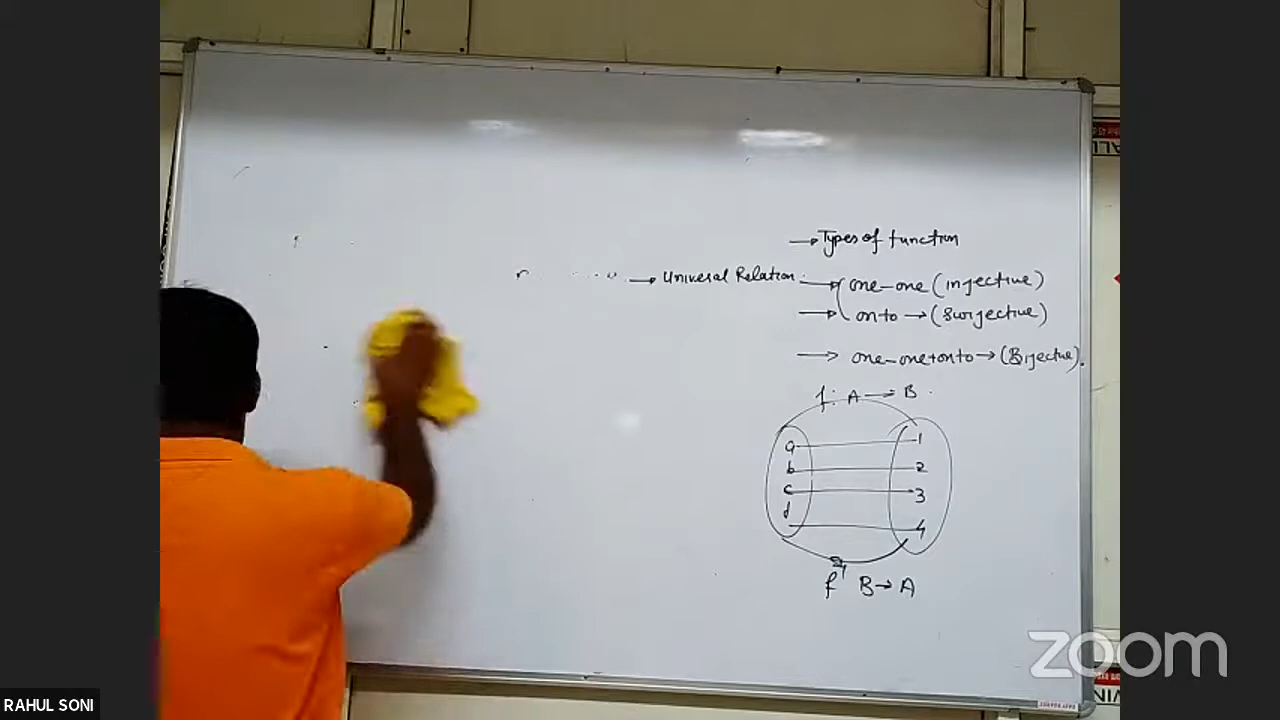 → Types of function
→ Universal Relation. → one-one (injective)
→ onto → (Surjective)
→ one-one+onto → (Bijective).
f: A → B.
a 1
b 2
c 3
d 4
f⁻¹ B → A
zoom
RAHUL SONI